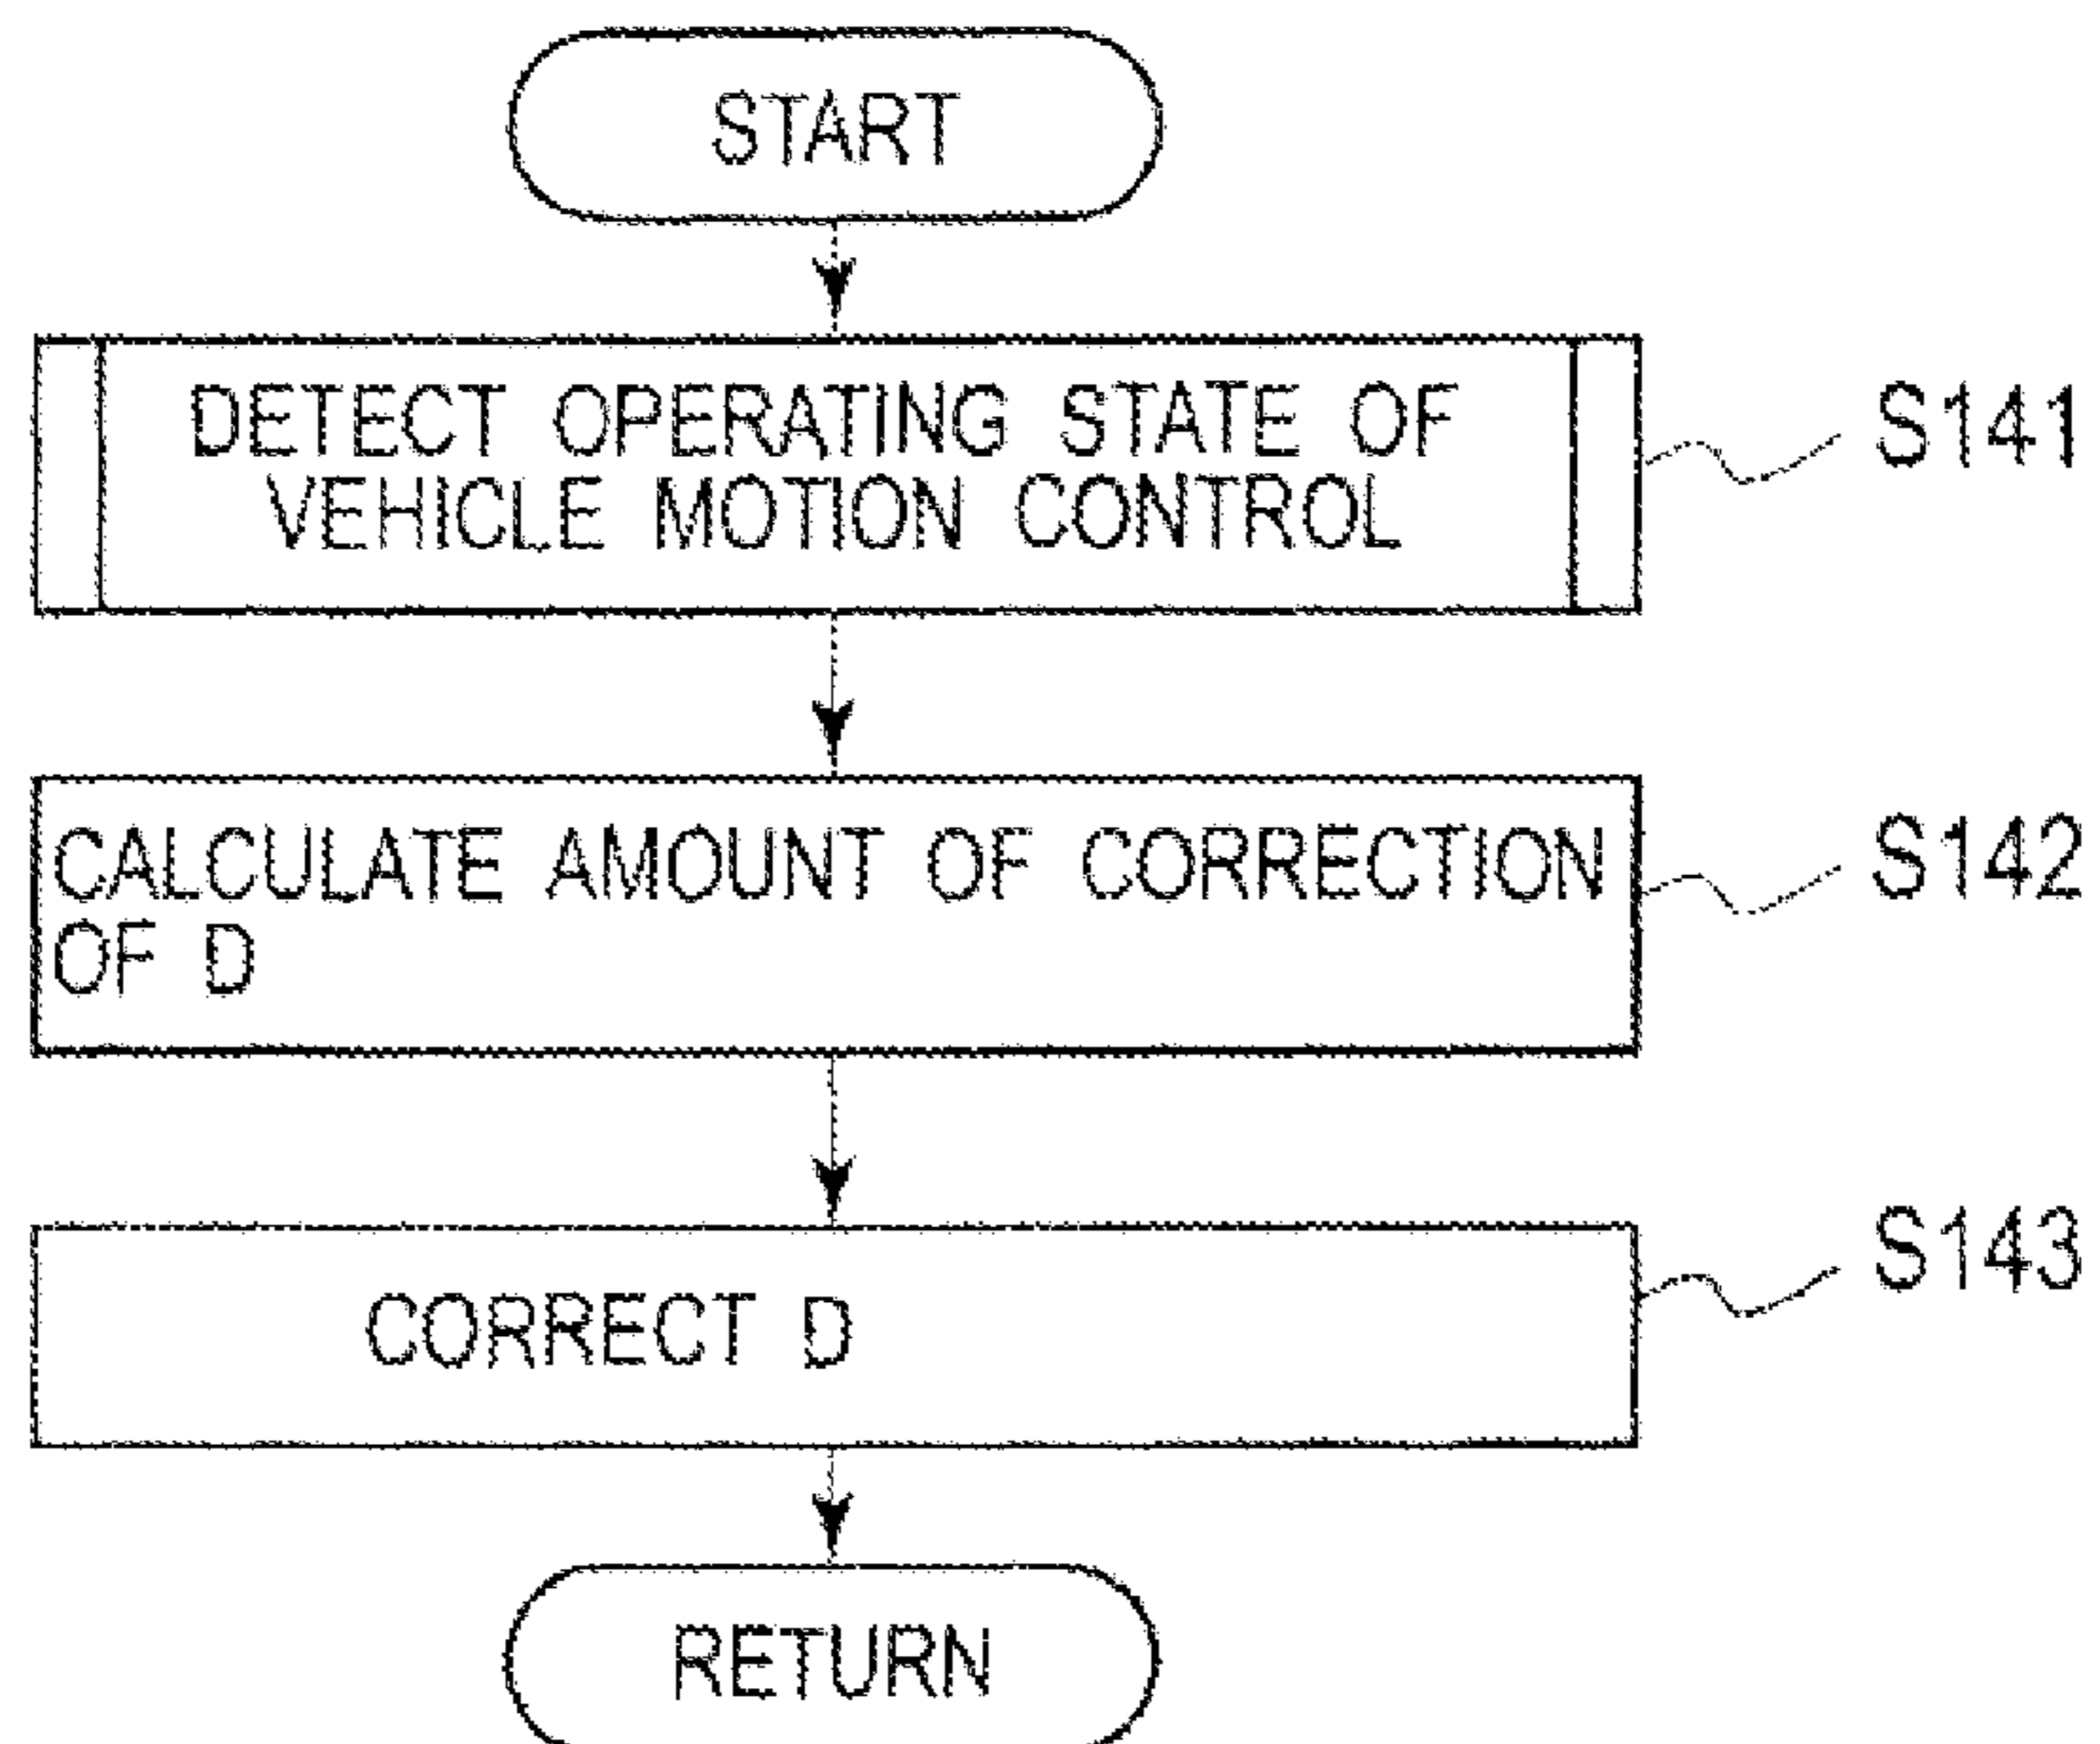 START
DETECT OPERATING STATE OF
VEHICLE MOTION CONTROL
S141
CALCULATE AMOUNT OF CORRECTION
OF D
S142
CORRECT D
S143
RETURN